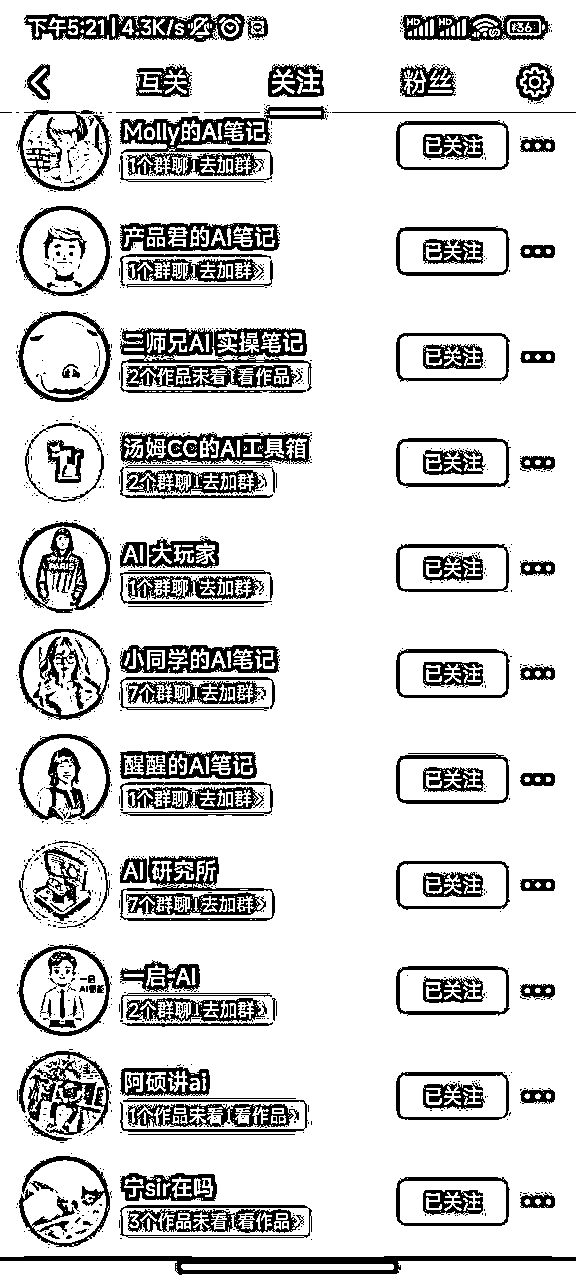 下午5:21 | 4.3K/s
互关 关注 粉丝
Molly的AI笔记
1个群聊 | 去加群 >
已关注
产品君的AI笔记
1个群聊 | 去加群 >
已关注
三师兄AI 实操笔记
2个作品未看 | 看作品 >
已关注
汤姆CC的AI工具箱
2个群聊 | 去加群 >
已关注
AI 大玩家
1个群聊 | 去加群 >
已关注
小同学的AI笔记
7个群聊 | 去加群 >
已关注
醒醒的AI笔记
1个群聊 | 去加群 >
已关注
AI 研究所
7个群聊 | 去加群 >
已关注
一启-AI
2个群聊 | 去加群 >
已关注
阿硕讲ai
1个作品未看 | 看作品 >
已关注
宁sir在吗
3个作品未看 | 看作品 >
已关注